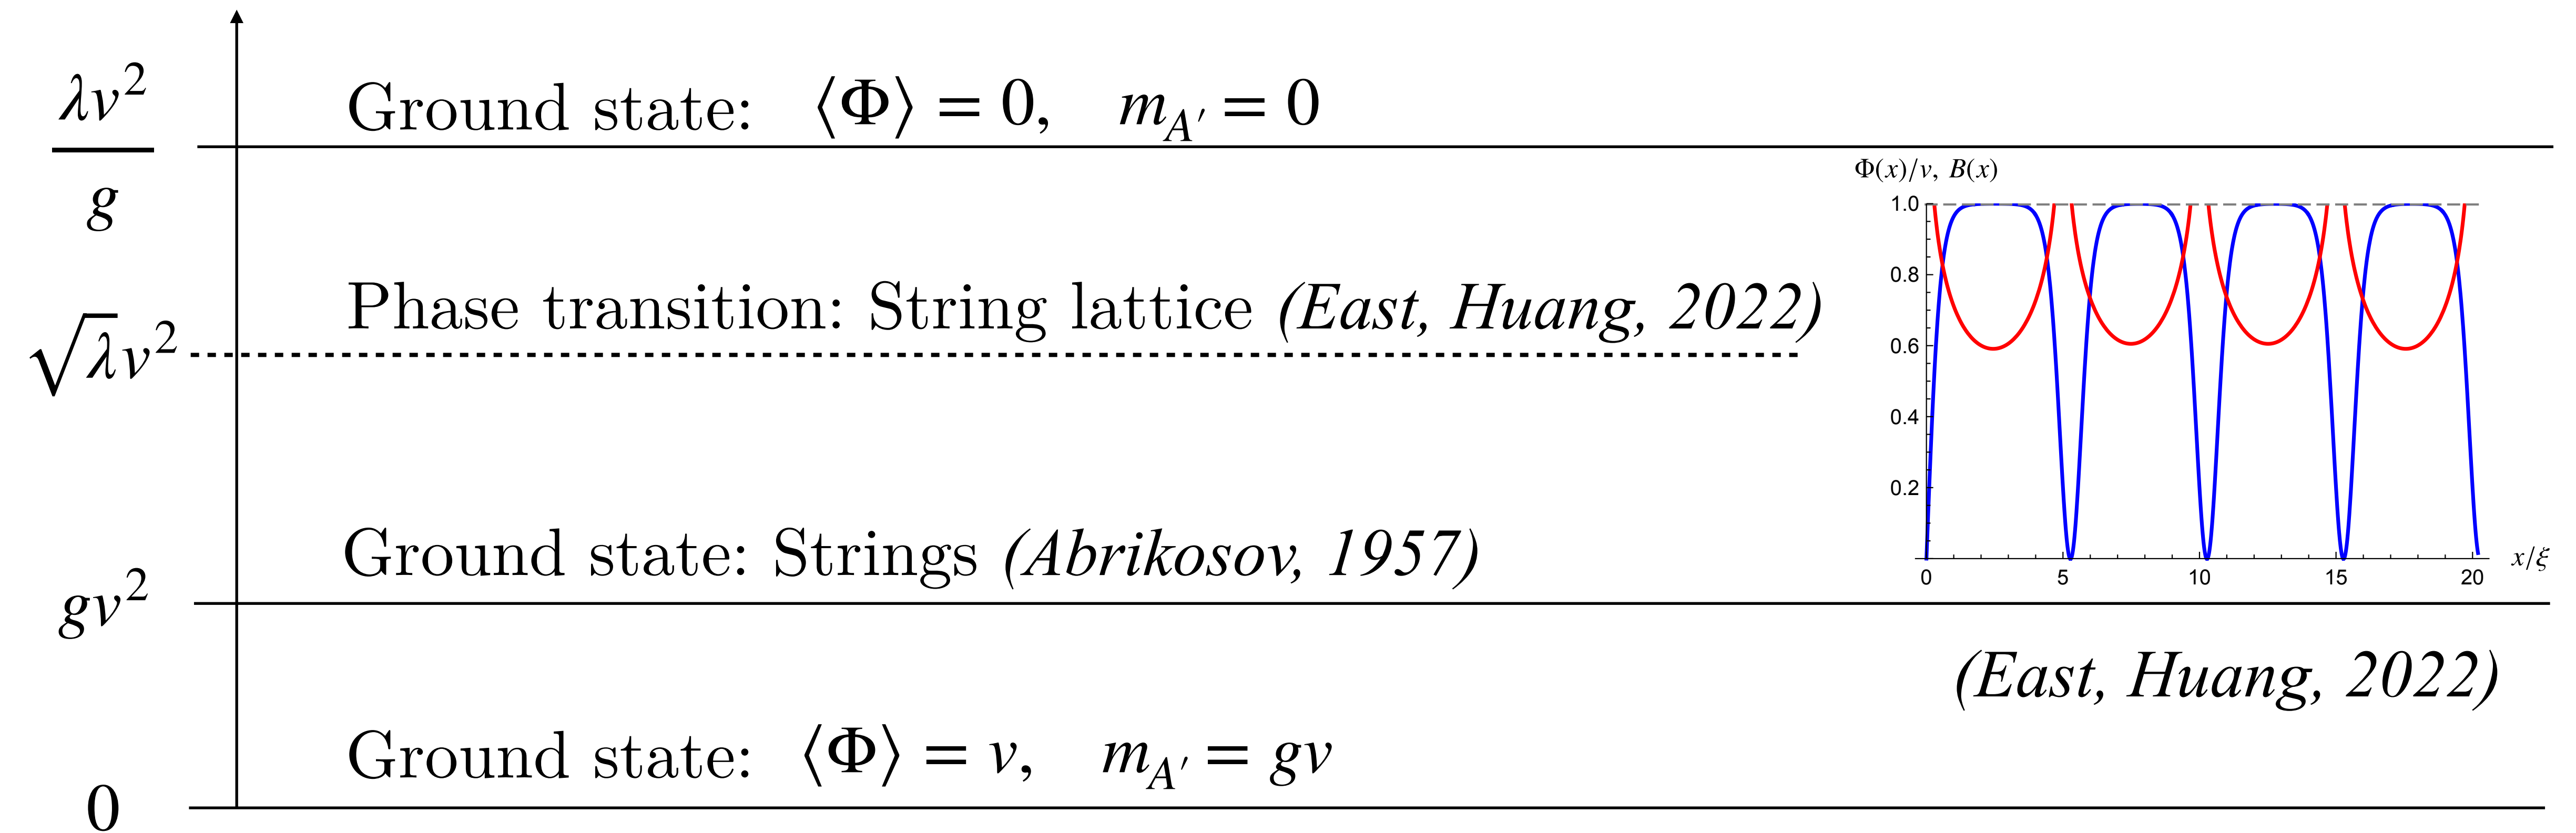 λv²/g
Ground state: ⟨Φ⟩ = 0, m_A′ = 0
Φ(x)/v, B(x)
1.0
0.8
0.6
0.4
0.2
0 5 10 15 20
x/ξ
Phase transition: String lattice (East, Huang, 2022)
√λv²
Ground state: Strings (Abrikosov, 1957)
gv²
(East, Huang, 2022)
Ground state: ⟨Φ⟩ = v, m_A′ = gv
0